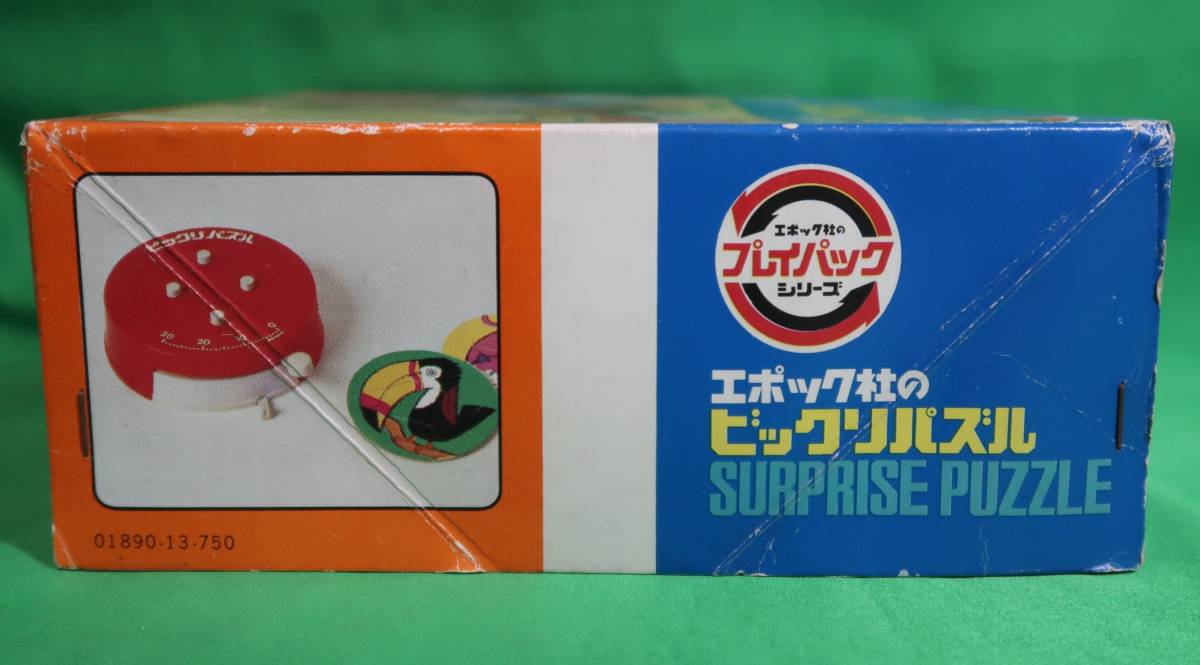 ビックリパズル
30 20 10 0
01890-13-750
エポック社の
プレイパック
シリーズ
エポック社の
ビックリパズル
SURPRISE PUZZLE